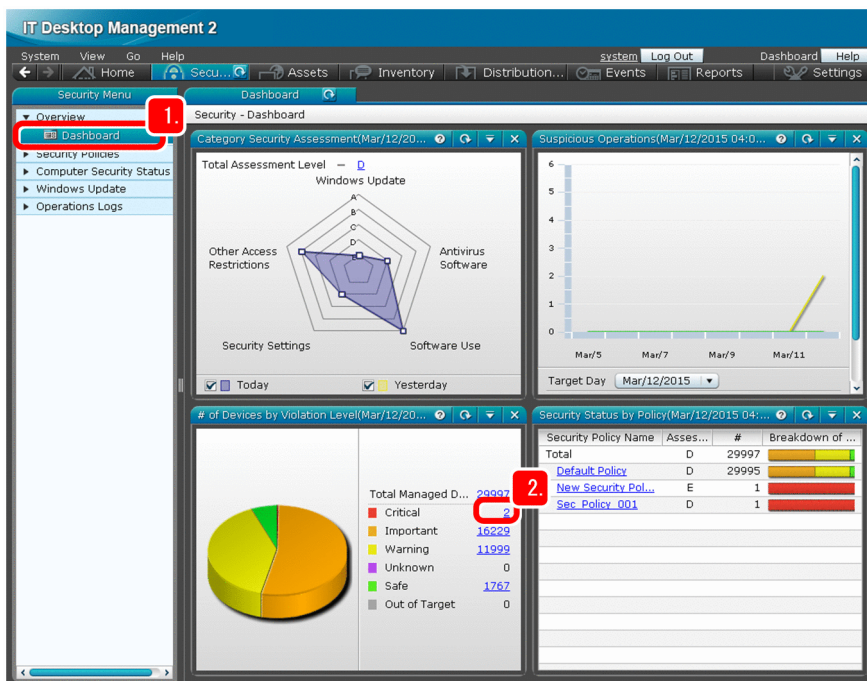 IT Desktop Management 2
System View Go Help system Log Out Dashboard Help
Home Secu... Assets Inventory Distribution... Events Reports Settings
Security Menu
Dashboard
1.
Overview
Dashboard
Security Policies
Computer Security Status
Windows Update
Operations Logs
Security - Dashboard
Category Security Assessment(Mar/12/20...
Total Assessment Level – D
Windows Update
A
B
C
D
E
Other Access
Restrictions
Antivirus
Software
Security Settings
Software Use
Today
Yesterday
Suspicious Operations(Mar/12/2015 04:0...
6
5
4
3
2
1
0
Mar/5 Mar/7 Mar/9 Mar/11
Target Day Mar/12/2015
# of Devices by Violation Level(Mar/12/20...
Total Managed D... 29997
2.
Critical 2
Important 16229
Warning 11999
Unknown 0
Safe 1767
Out of Target 0
Security Status by Policy(Mar/12/2015 04:...
Security Policy Name Asses... # Breakdown of ...
Total D 29997
Default Policy D 29995
New Security Pol... E 1
Sec_Policy_001 D 1